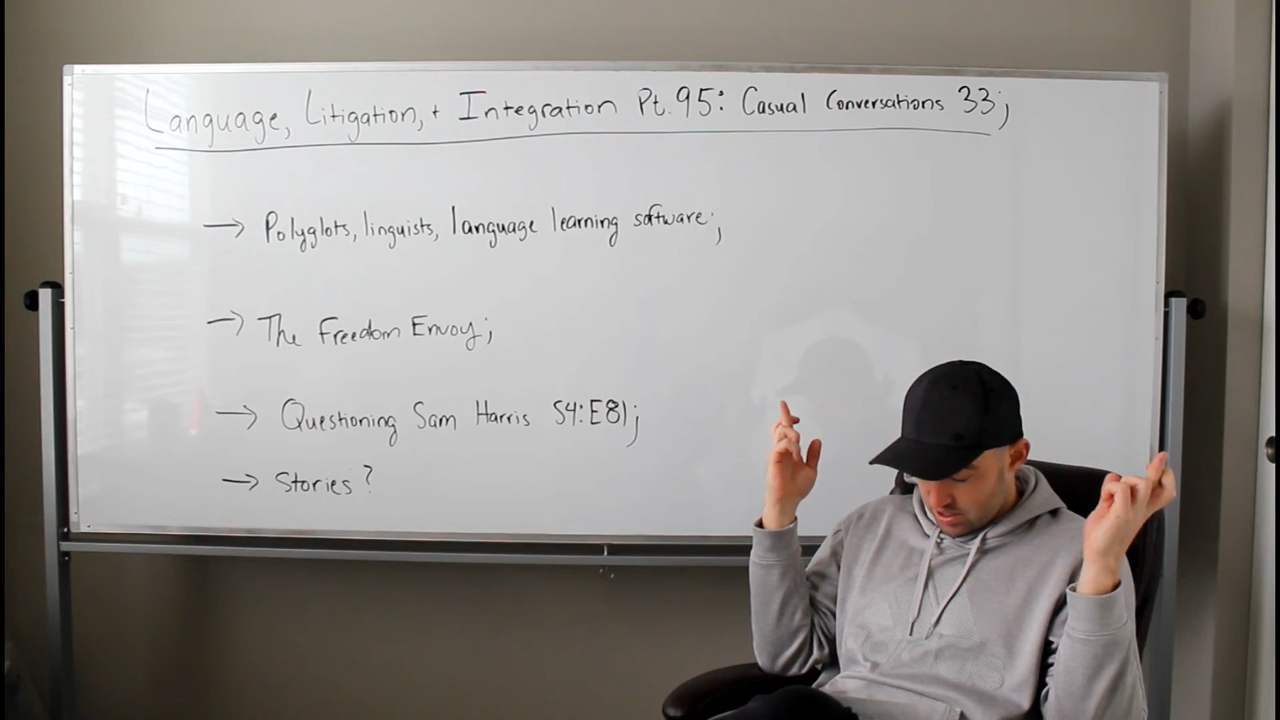 Language, Litigation, + Integration Pt. 95: Casual Conversations 33;
→ Polyglots, linguists, language learning software;
→ The Freedom Envoy;
→ Questioning Sam Harris S4:E81;
→ Stories?